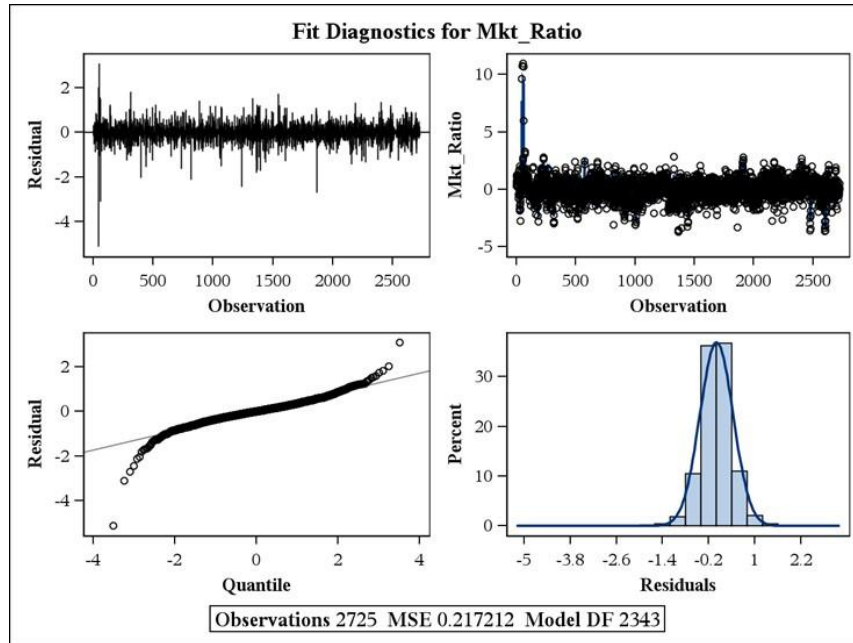 Fit Diagnostics for Mkt_Ratio
2
0
-2
-4
Residual
0 500 1000 1500 2000 2500
Observation
10
5
0
-5
Mkt_Ratio
0 500 1000 1500 2000 2500
Observation
2
0
-2
-4
Residual
-4 -2 0 2 4
Quantile
30
20
10
0
Percent
-5 -3.8 -2.6 -1.4 -0.2 1 2.2
Residuals
Observations 2725 MSE 0.217212 Model DF 2343